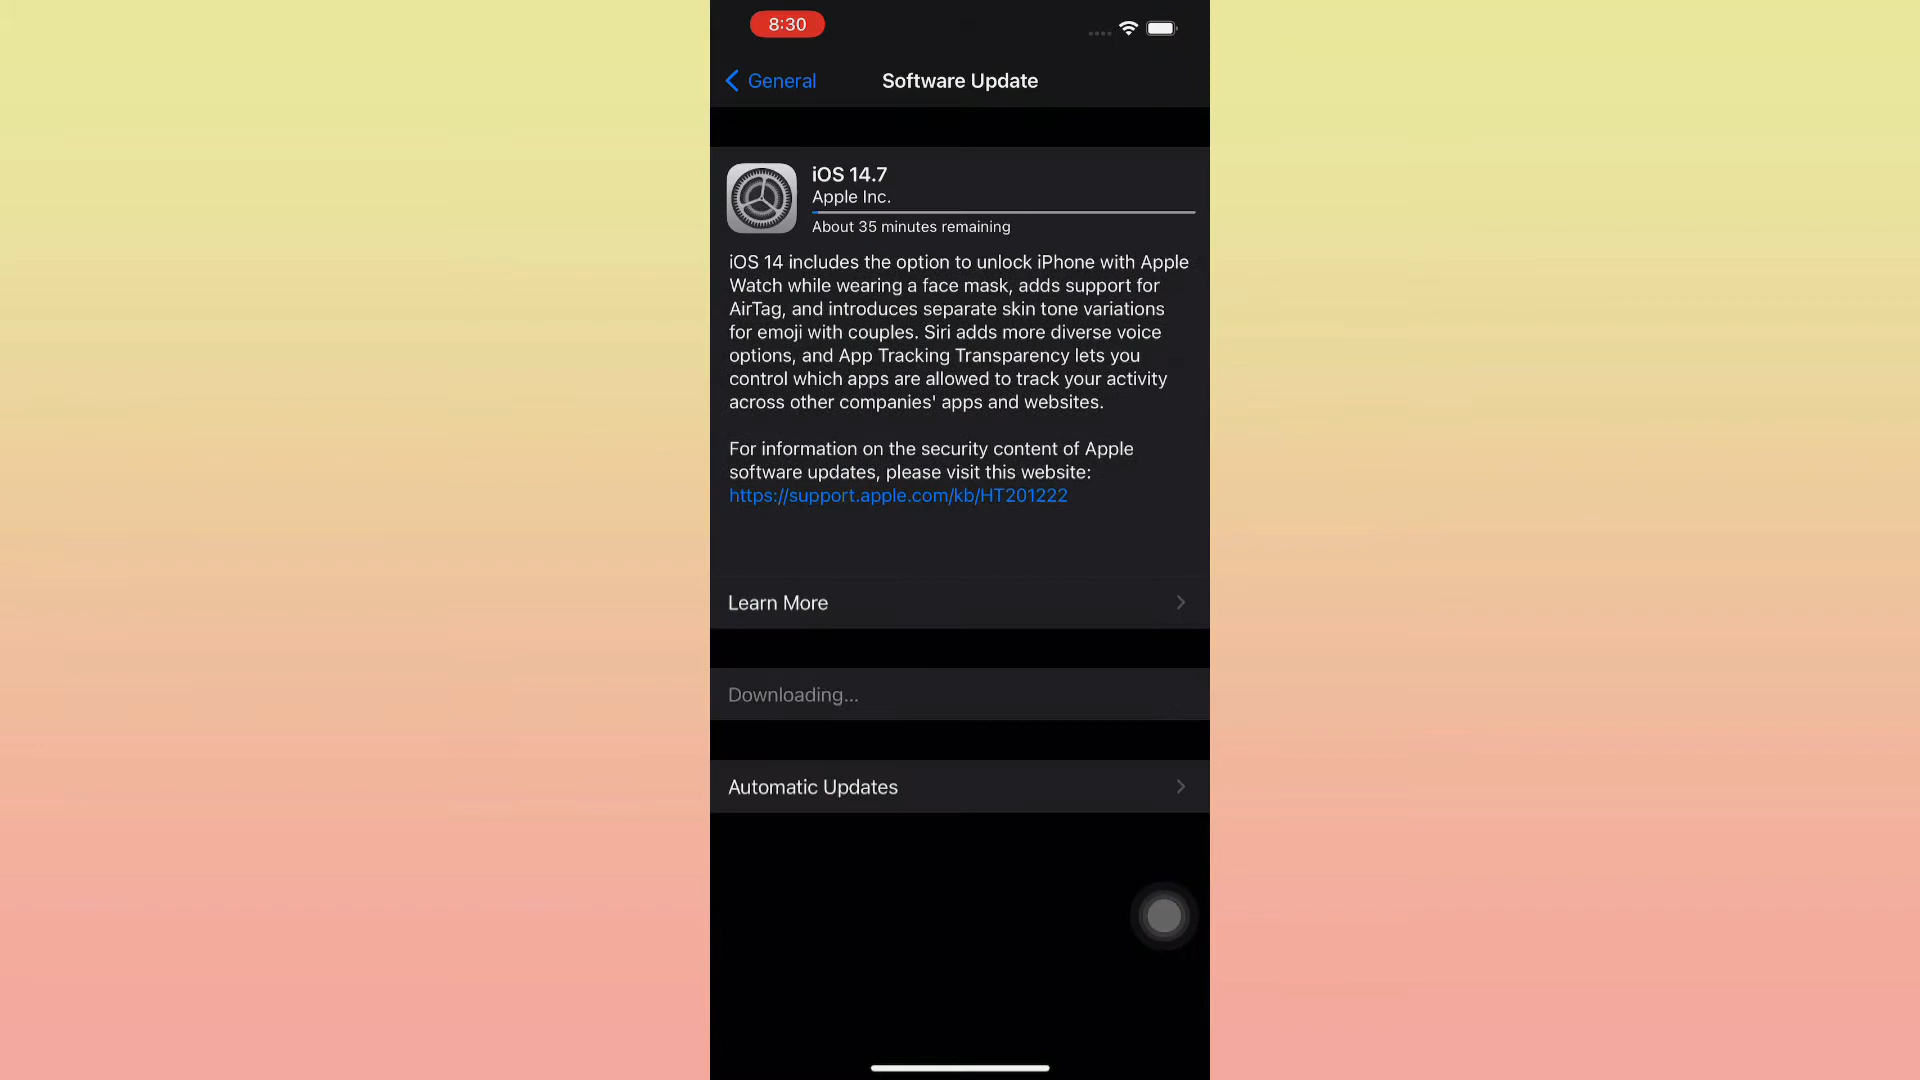 8:30
General
Software Update
iOS 14.7
Apple Inc.
About 35 minutes remaining
iOS 14 includes the option to unlock iPhone with Apple
Watch while wearing a face mask, adds support for
AirTag, and introduces separate skin tone variations
for emoji with couples. Siri adds more diverse voice
options, and App Tracking Transparency lets you
control which apps are allowed to track your activity
across other companies' apps and websites.
For information on the security content of Apple
software updates, please visit this website:
https://support.apple.com/kb/HT201222
Learn More
Downloading...
Automatic Updates